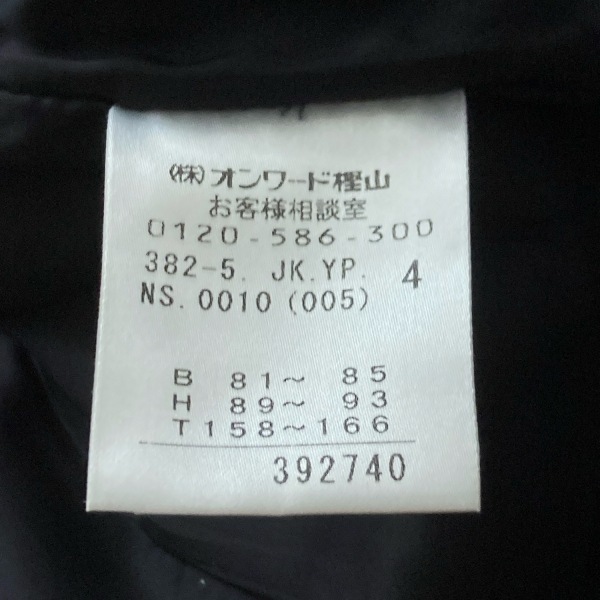 (株)オンワード樫山
お客様相談室
0120-586-300
382-5. JK.YP. 4
NS.0010(005)
B 81～ 85
H 89～ 93
T158～166
392740